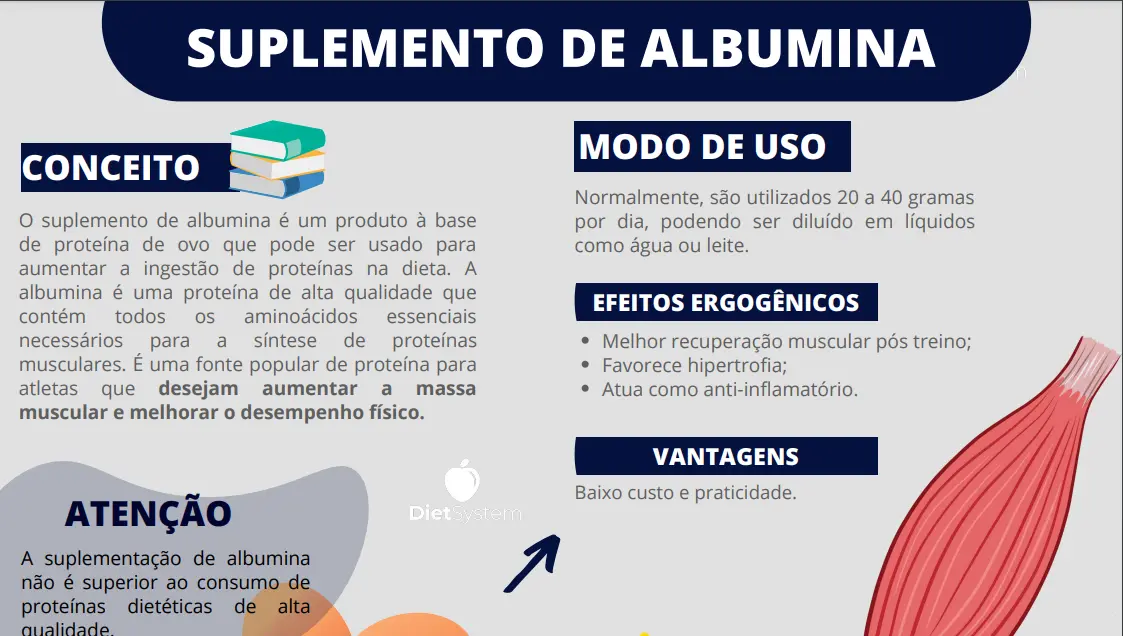 SUPLEMENTO DE ALBUMINA
CONCEITO
O suplemento de albumina é um produto à base
de proteína de ovo que pode ser usado para
aumentar a ingestão de proteínas na dieta. A
albumina é uma proteína de alta qualidade que
contém todos os aminoácidos essenciais
necessários para a síntese de proteínas
musculares. É uma fonte popular de proteína para
atletas que desejam aumentar a massa
muscular e melhorar o desempenho físico.
ATENÇÃO
A suplementação de albumina
não é superior ao consumo de
proteínas dietéticas de alta
qualidade.
DietSystem
MODO DE USO
Normalmente, são utilizados 20 a 40 gramas
por dia, podendo ser diluído em líquidos
como água ou leite.
EFEITOS ERGOGÊNICOS
• Melhor recuperação muscular pós treino;
• Favorece hipertrofia;
• Atua como anti-inflamatório.
VANTAGENS
Baixo custo e praticidade.